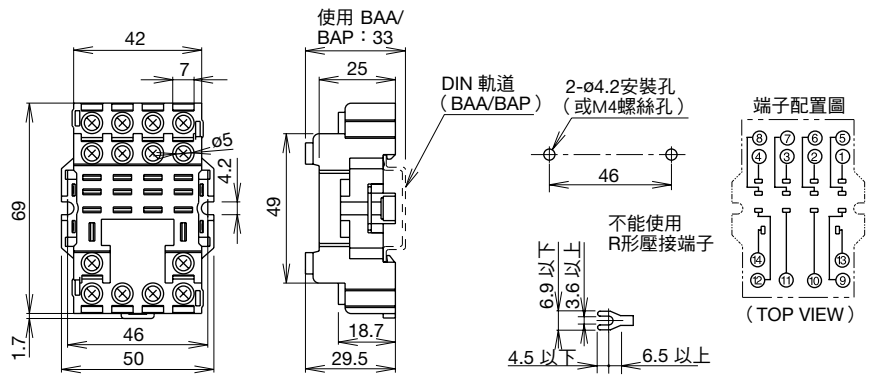 使用 BAA/
BAP：33
42
7
25
DIN 軌道
（BAA/BAP）
2-ø4.2安裝孔
（或M4螺絲孔）
端子配置圖
ø5
4.2
69
49
46
不能使用
R形壓接端子
6.9 以下
3.6 以上
4.5 以下
6.5 以上
1.7
46
50
18.7
29.5
⑧ ⑦ ⑥ ⑤
④ ③ ② ①
⑭ ⑬
⑫ ⑪ ⑩ ⑨
（TOP VIEW）